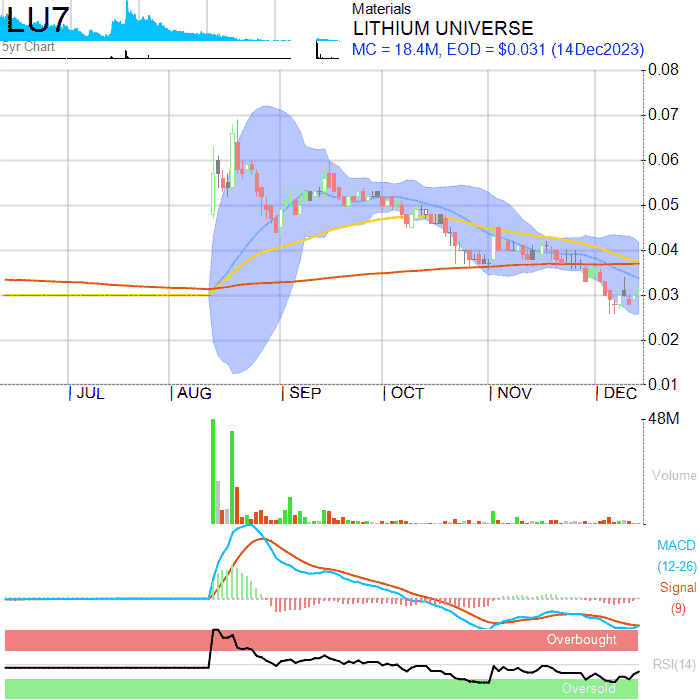 LU7
5yr Chart
Materials
LITHIUM UNIVERSE
MC = 18.4M, EOD = $0.031 (14Dec2023)
0.08
0.07
0.06
0.05
0.04
0.03
0.02
0.01
JUL AUG SEP OCT NOV DEC
48M
Volume
MACD
(12-26)
Signal
(9)
Overbought
RSI(14)
Oversold